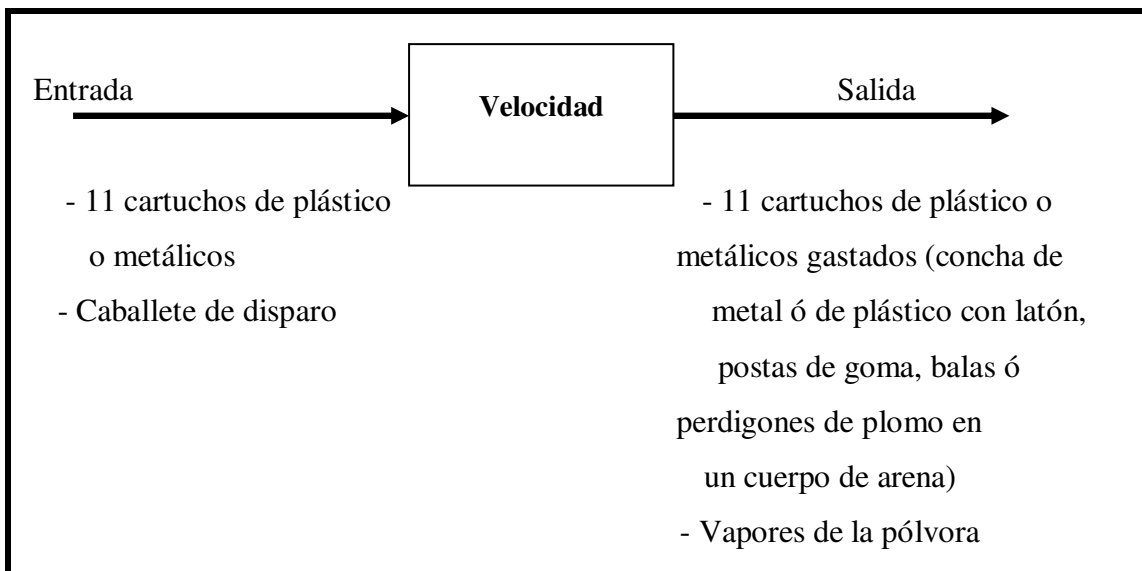 Entrada
Velocidad
Salida
- 11 cartuchos de plástico
o metálicos
- Caballete de disparo
- 11 cartuchos de plástico o
metálicos gastados (concha de
metal ó de plástico con latón,
postas de goma, balas ó
perdigones de plomo en
un cuerpo de arena)
- Vapores de la pólvora